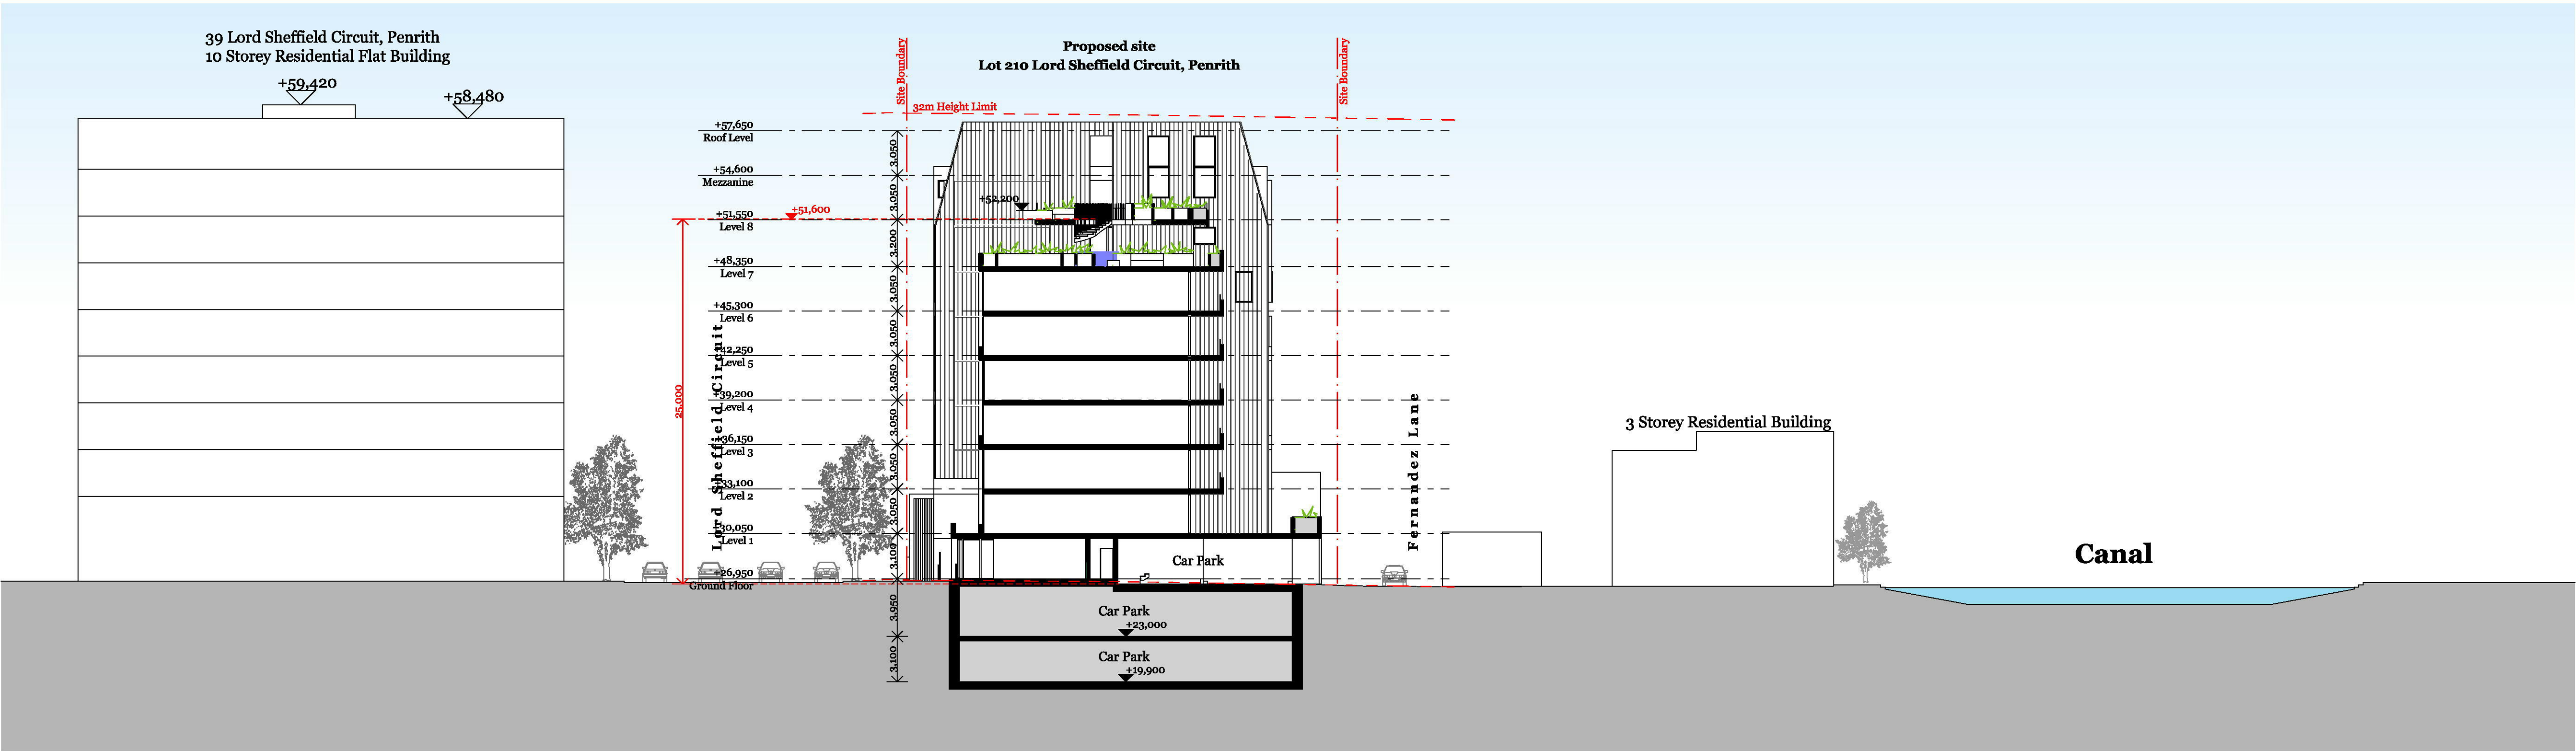 39 Lord Sheffield Circuit, Penrith
10 Storey Residential Flat Building
+59,420
+58,480
Proposed site
Lot 210 Lord Sheffield Circuit, Penrith
Site Boundary
Site Boundary
32m Height Limit
+57,650
Roof Level
3.050
+54,600
Mezzanine
3.050
+52,200
+51,550
Level 8
+51,600
3.200
+48,350
Level 7
3.050
+45,300
Level 6
3.050
+42,250
Level 5
3.050
+39,200
Level 4
3.050
+36,150
Level 3
3.050
+33,100
Level 2
3.050
+30,050
Level 1
3.100
+26,950
Ground Floor
25.000
Lord Sheffield Circuit
Fernandez Lane
3 Storey Residential Building
Canal
Car Park
3.950
Car Park
+23,000
3.100
Car Park
+19,900